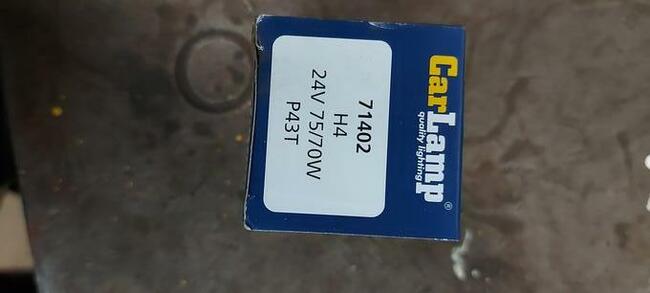 CarLamp®
quality lighting
71402
H4
24V 75/70W
P43T